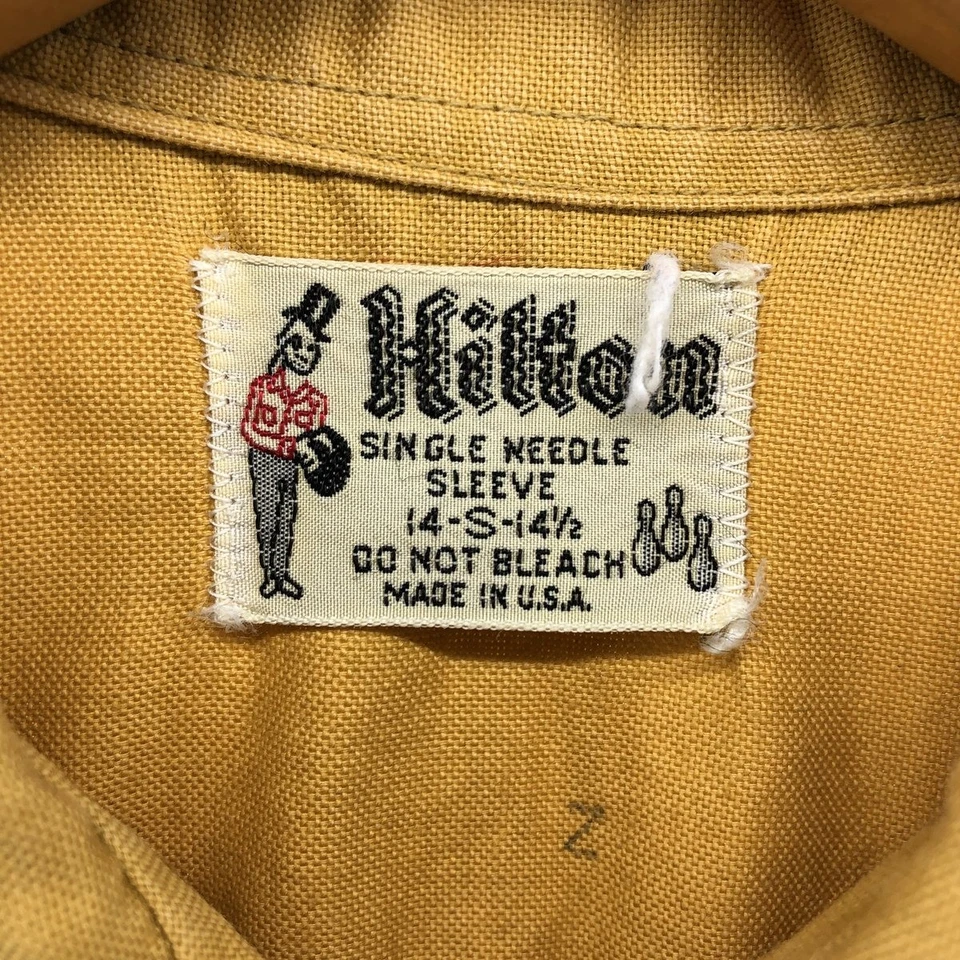 Hilton
SINGLE NEEDLE
SLEEVE
14-S-14½
DO NOT BLEACH
MADE IN U.S.A.
Z